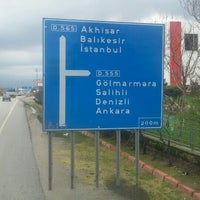 D.565
Akhisar
Balıkesir
İstanbul
D.555
Gölmarmara
Salihli
Denizli
Ankara
200m